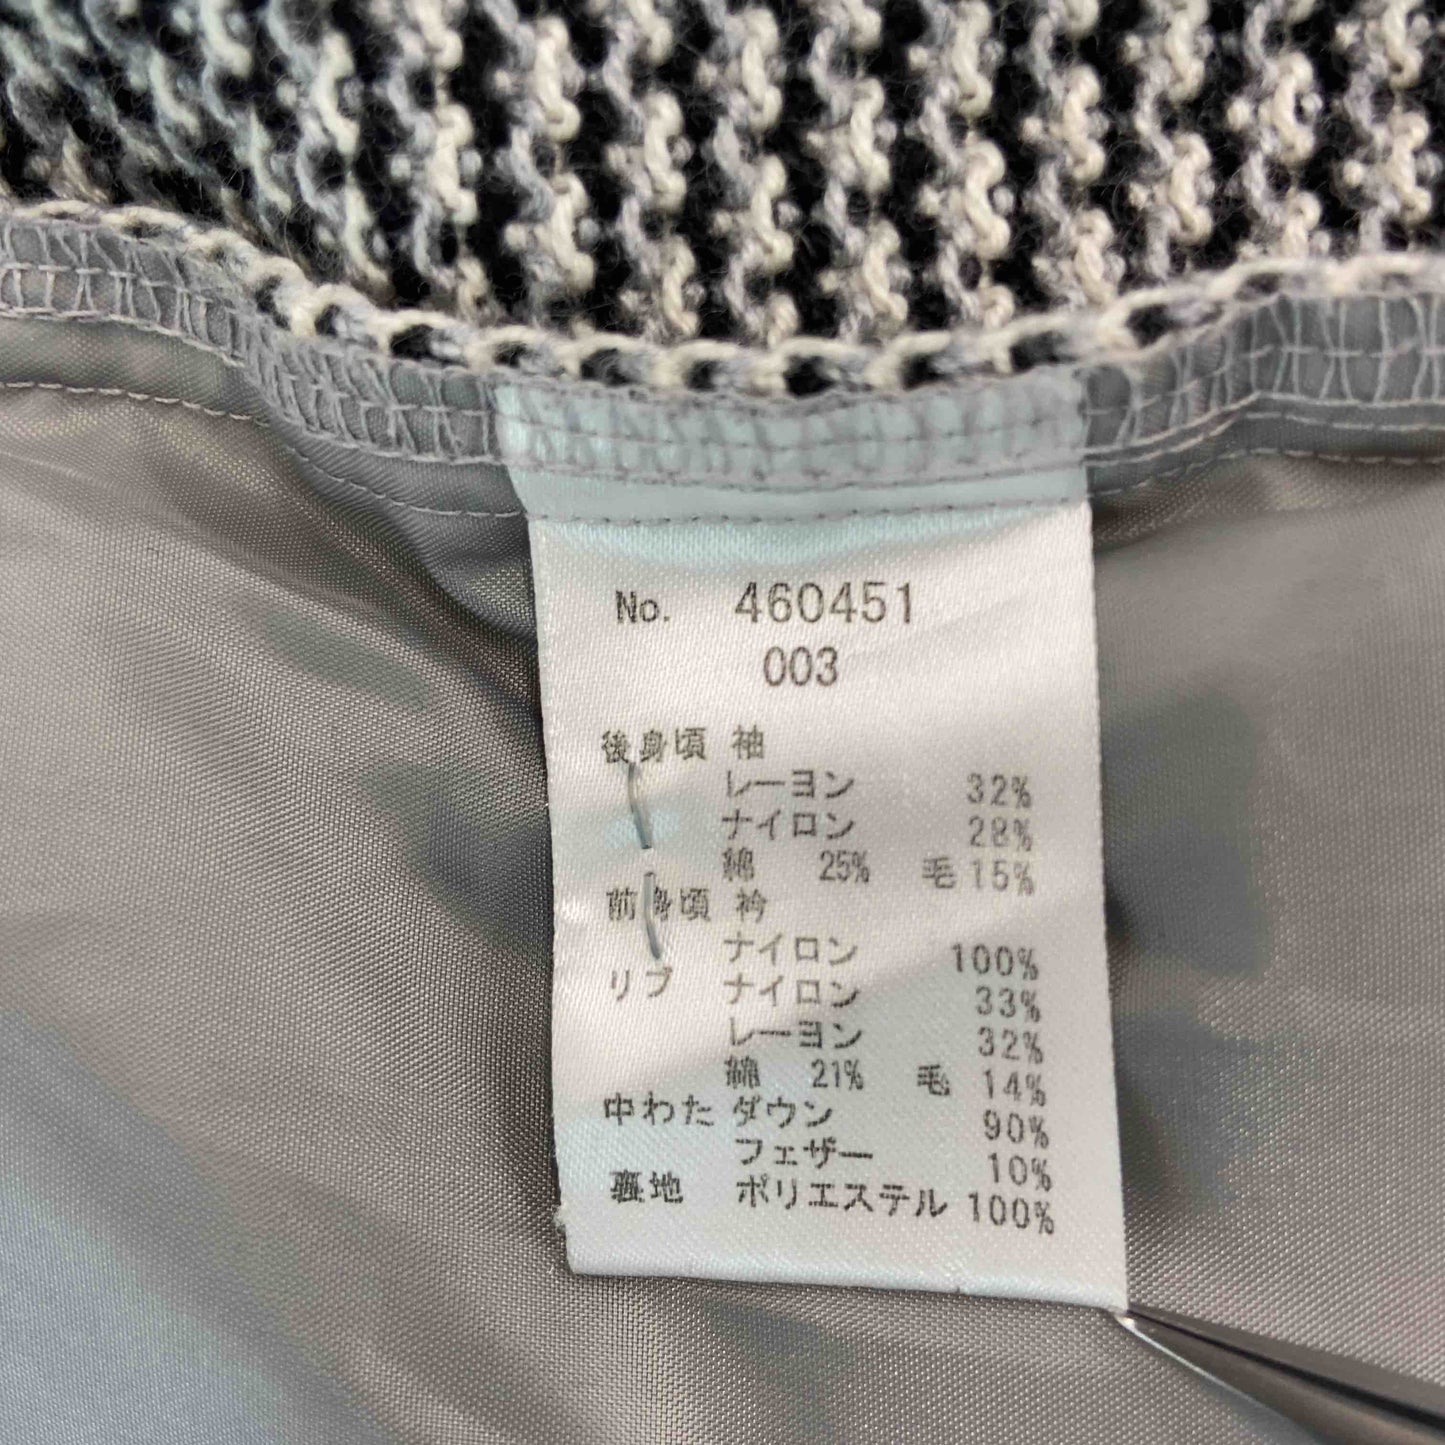 No. 460451
003
後身頃 袖
レーヨン 32%
ナイロン 28%
綿 25% 毛 15%
前身頃 衿
ナイロン 100%
リブ ナイロン 33%
レーヨン 32%
綿 21% 毛 14%
中わた ダウン 90%
フェザー 10%
裏地 ポリエステル 100%